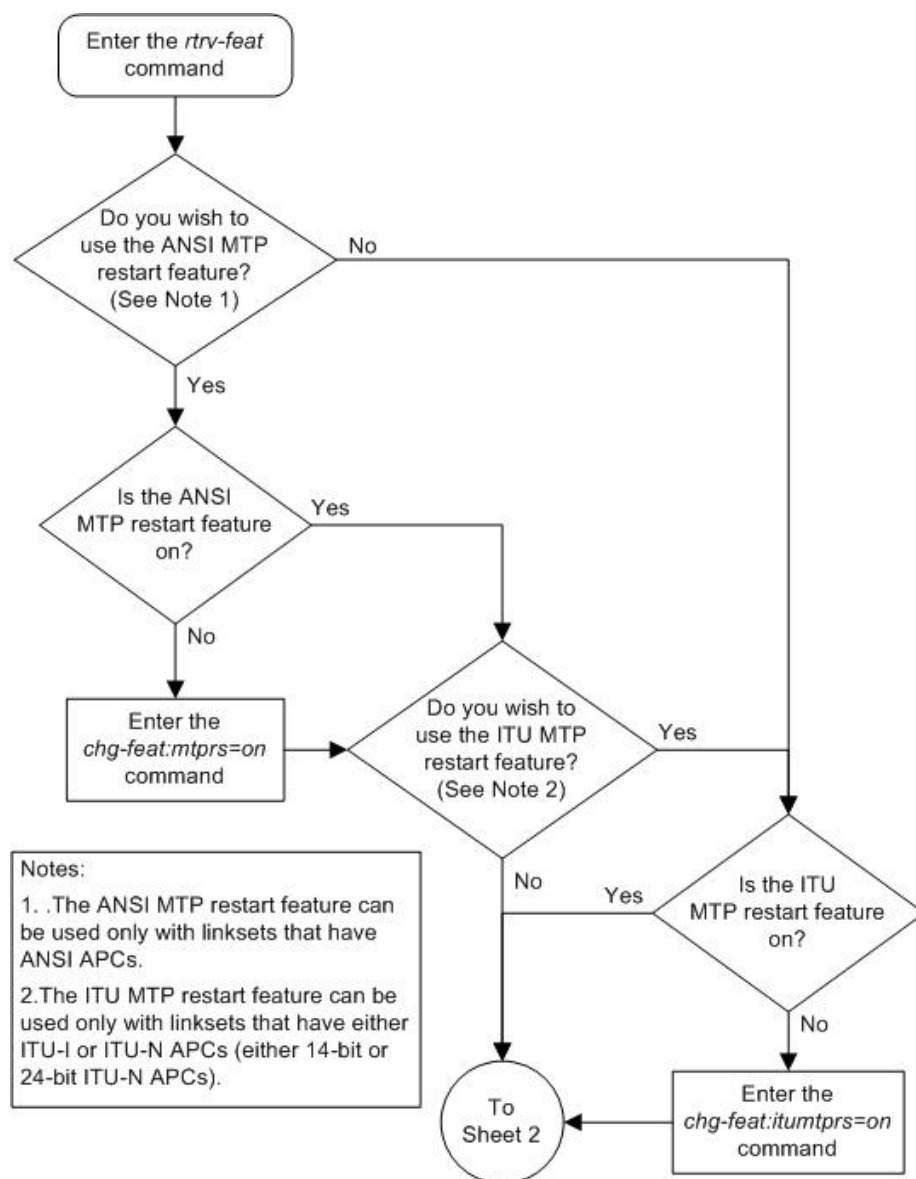 Enter the rtrv-feat
command
Do you wish to
use the ANSI MTP
restart feature?
(See Note 1)
No
Yes
Is the ANSI
MTP restart feature
on?
Yes
No
Enter the
chg-feat:mtprs=on
command
Do you wish to
use the ITU MTP
restart feature?
(See Note 2)
Yes
No
Is the ITU
MTP restart feature
on?
Yes
No
Enter the
chg-feat:itumtprs=on
command
To
Sheet 2
Notes:
1. .The ANSI MTP restart feature can
be used only with linksets that have
ANSI APCs.
2.The ITU MTP restart feature can be
used only with linksets that have either
ITU-I or ITU-N APCs (either 14-bit or
24-bit ITU-N APCs).